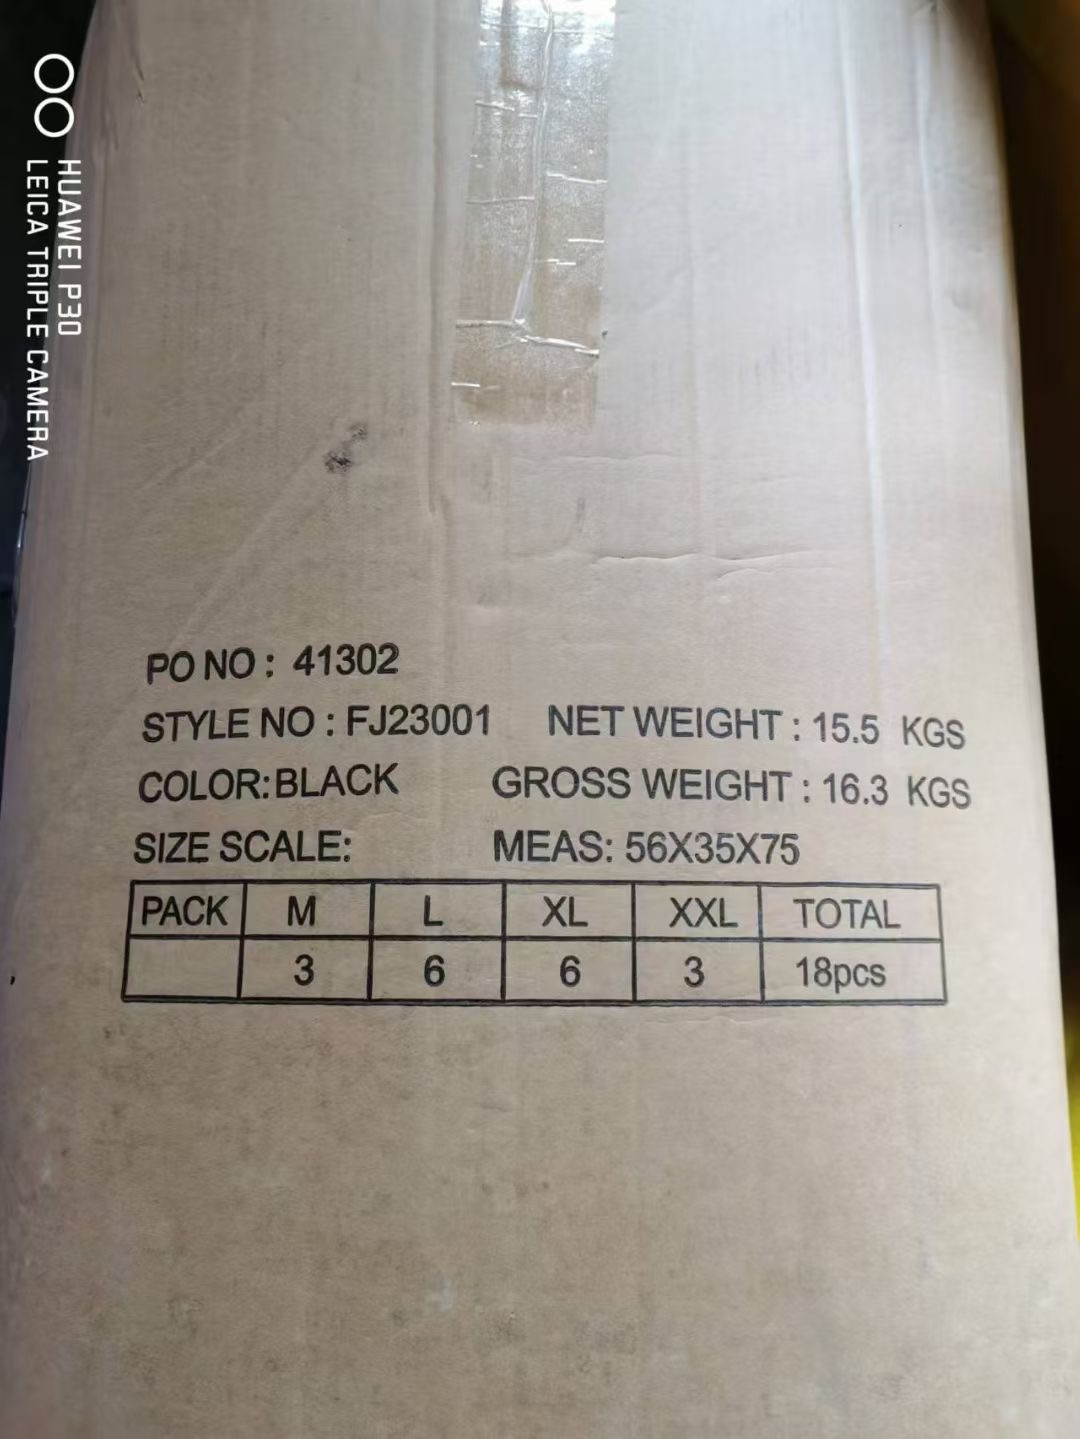 HUAWEI P30
LEICA TRIPLE CAMERA
PO NO : 41302
STYLE NO : FJ23001 NET WEIGHT : 15.5 KGS
COLOR:BLACK GROSS WEIGHT : 16.3 KGS
SIZE SCALE: MEAS: 56X35X75
PACK M L XL XXL TOTAL
3 6 6 3 18pcs